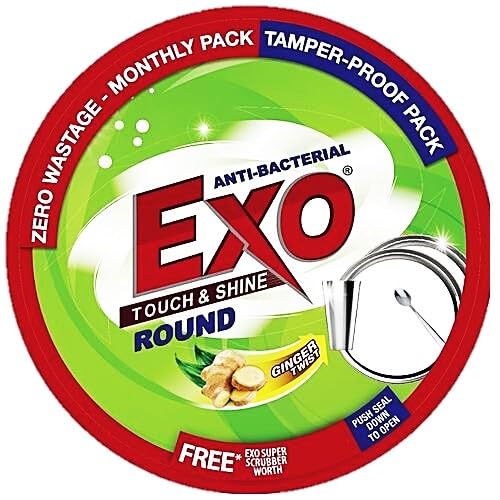 ZERO WASTAGE - MONTHLY PACK
TAMPER-PROOF PACK
ANTI-BACTERIAL
EXO®
TOUCH & SHINE
ROUND
GINGER
TWIST
PUSH SEAL
DOWN
TO OPEN
FREE* EXO SUPER
SCRUBBER
WORTH